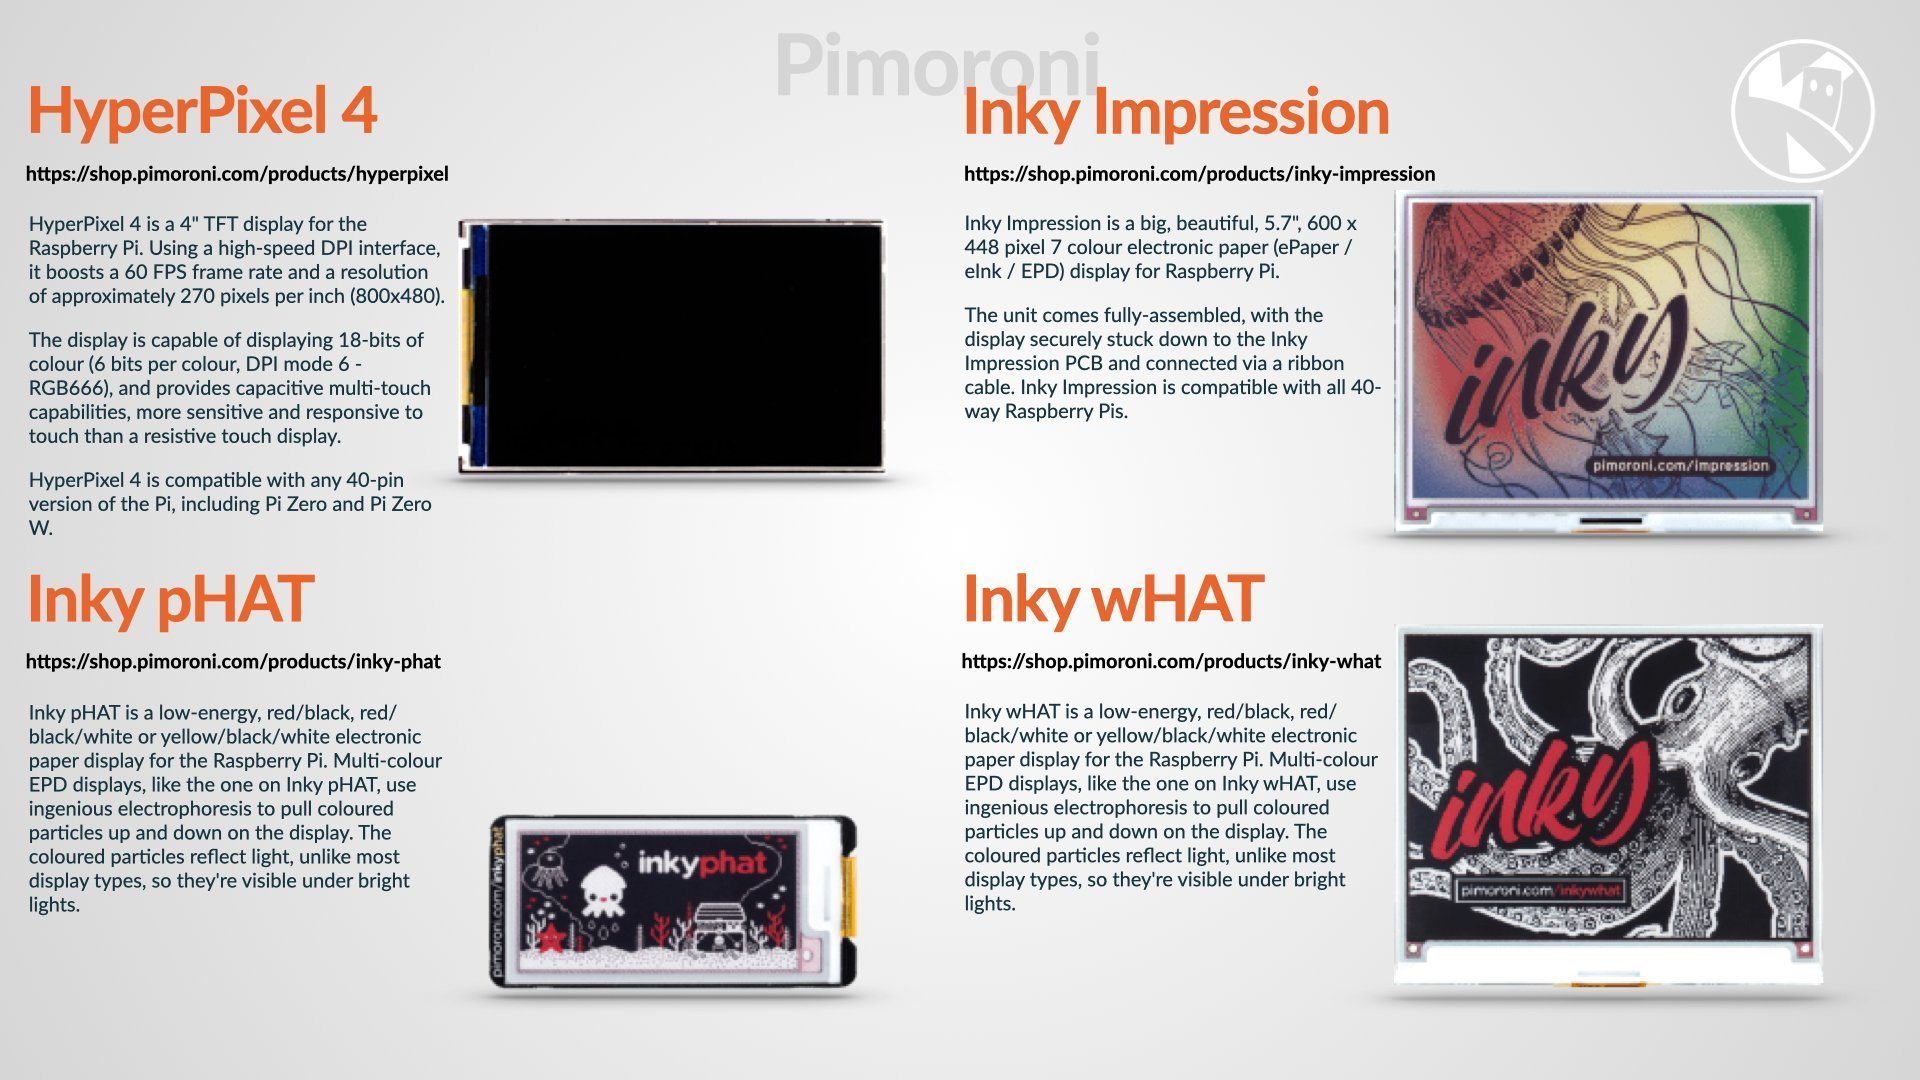 Pimoroni
HyperPixel 4
https://shop.pimoroni.com/products/hyperpixel
HyperPixel 4 is a 4" TFT display for the
Raspberry Pi. Using a high-speed DPI interface,
it boosts a 60 FPS frame rate and a resolution
of approximately 270 pixels per inch (800x480).
The display is capable of displaying 18-bits of
colour (6 bits per colour, DPI mode 6 -
RGB666), and provides capacitive multi-touch
capabilities, more sensitive and responsive to
touch than a resistive touch display.
HyperPixel 4 is compatible with any 40-pin
version of the Pi, including Pi Zero and Pi Zero
W.
Inky Impression
https://shop.pimoroni.com/products/inky-impression
Inky Impression is a big, beautiful, 5.7", 600 x
448 pixel 7 colour electronic paper (ePaper /
eInk / EPD) display for Raspberry Pi.
The unit comes fully-assembled, with the
display securely stuck down to the Inky
Impression PCB and connected via a ribbon
cable. Inky Impression is compatible with all 40-
way Raspberry Pis.
inky
pimoroni.com/impression
Inky pHAT
https://shop.pimoroni.com/products/inky-phat
Inky pHAT is a low-energy, red/black, red/
black/white or yellow/black/white electronic
paper display for the Raspberry Pi. Multi-colour
EPD displays, like the one on Inky pHAT, use
ingenious electrophoresis to pull coloured
particles up and down on the display. The
coloured particles reflect light, unlike most
display types, so they're visible under bright
lights.
pimoroni.com/inkyphat
inkyphat
Inky wHAT
https://shop.pimoroni.com/products/inky-what
Inky wHAT is a low-energy, red/black, red/
black/white or yellow/black/white electronic
paper display for the Raspberry Pi. Multi-colour
EPD displays, like the one on Inky wHAT, use
ingenious electrophoresis to pull coloured
particles up and down on the display. The
coloured particles reflect light, unlike most
display types, so they're visible under bright
lights.
inky
pimoroni.com/inkywhat